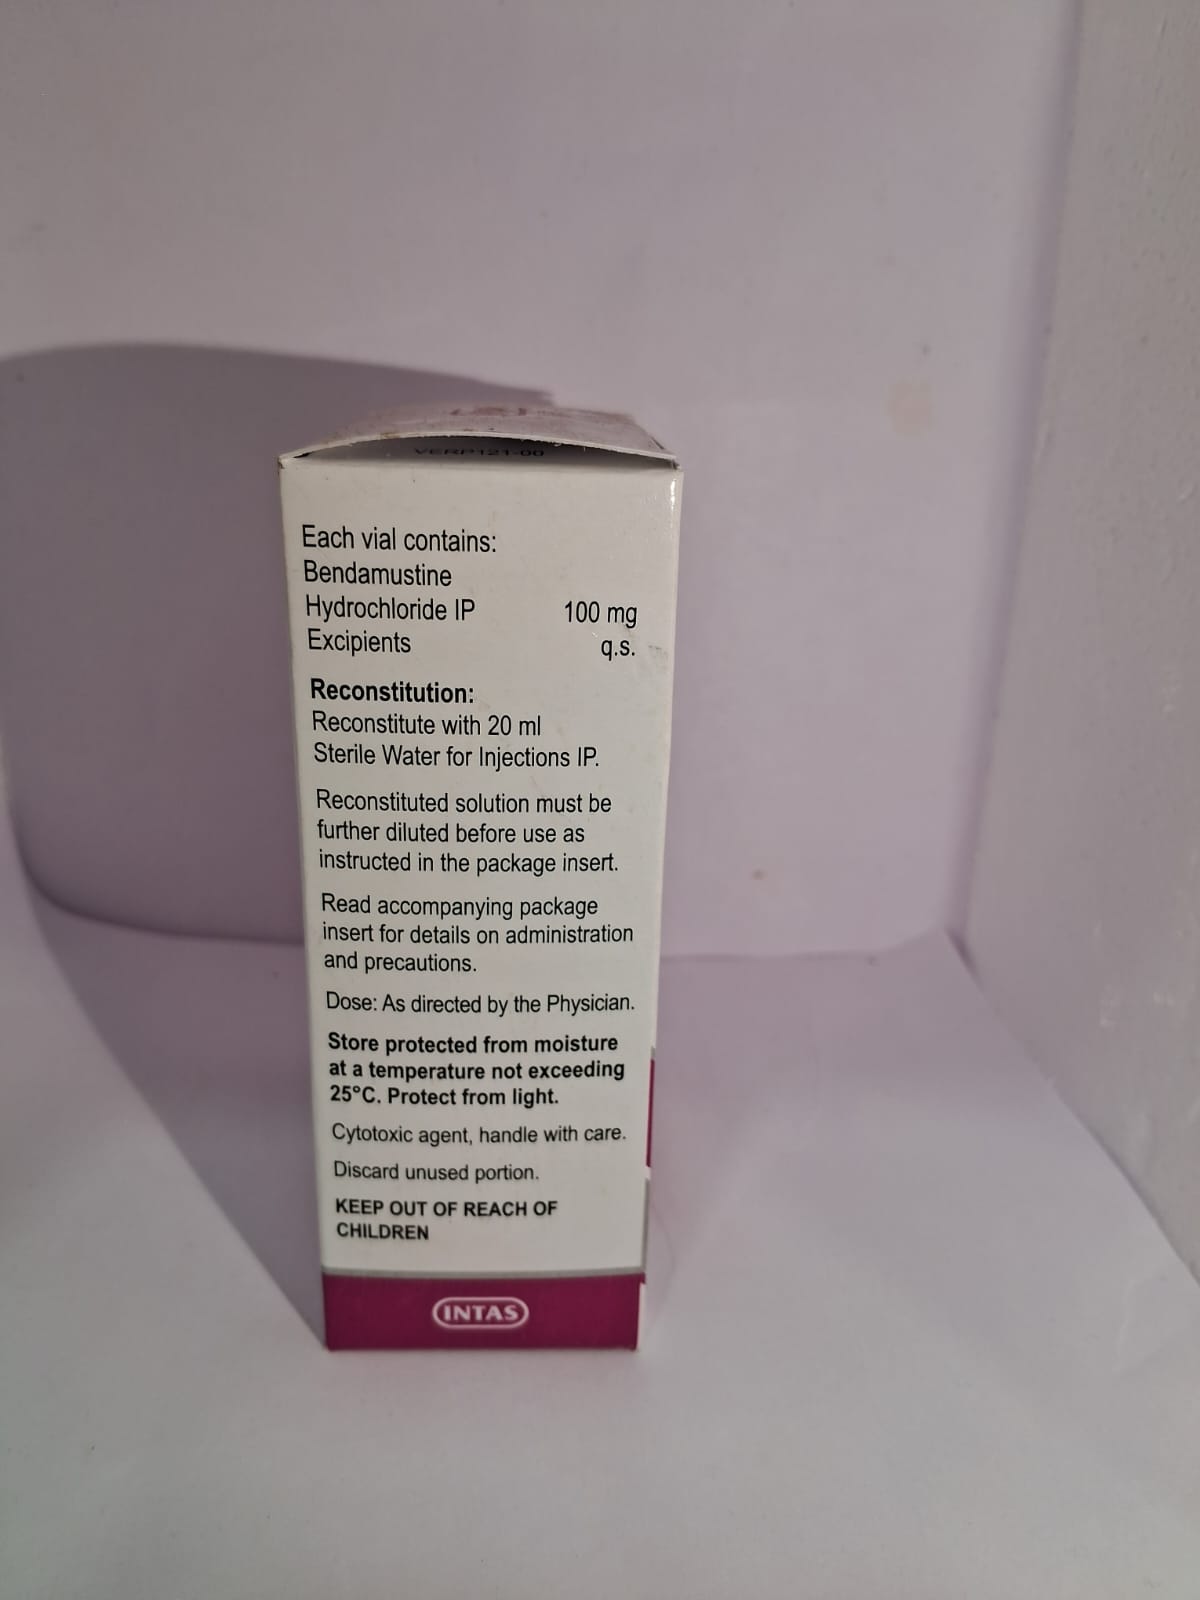 VERP121-00
Each vial contains:
Bendamustine
Hydrochloride IP 100 mg
Excipients q.s.
Reconstitution:
Reconstitute with 20 ml
Sterile Water for Injections IP.
Reconstituted solution must be
further diluted before use as
instructed in the package insert.
Read accompanying package
insert for details on administration
and precautions.
Dose: As directed by the Physician.
Store protected from moisture
at a temperature not exceeding
25°C. Protect from light.
Cytotoxic agent, handle with care.
Discard unused portion.
KEEP OUT OF REACH OF
CHILDREN
INTAS